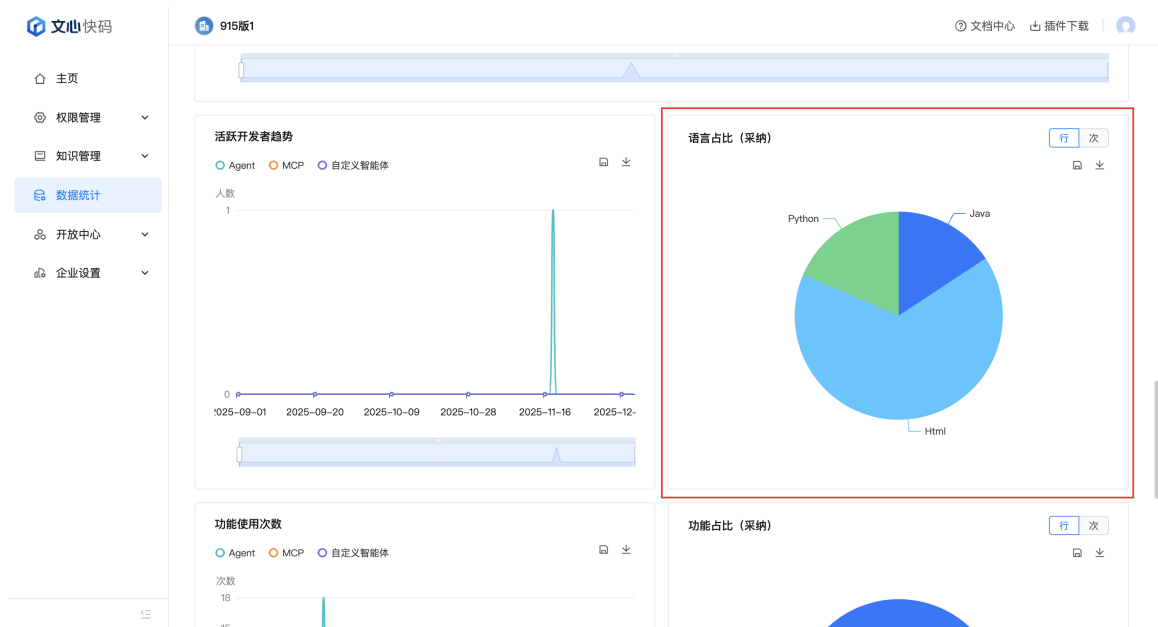 文心快码
915版1
文档中心
插件下载
主页
权限管理
知识管理
数据统计
开放中心
企业设置
活跃开发者趋势
Agent MCP 自定义智能体
人数
1
0
2025-09-01 2025-09-20 2025-10-09 2025-10-28 2025-11-16 2025-12-
语言占比（采纳）
行 次
Python
Java
Html
功能使用次数
Agent MCP 自定义智能体
次数
18
功能占比（采纳）
行 次